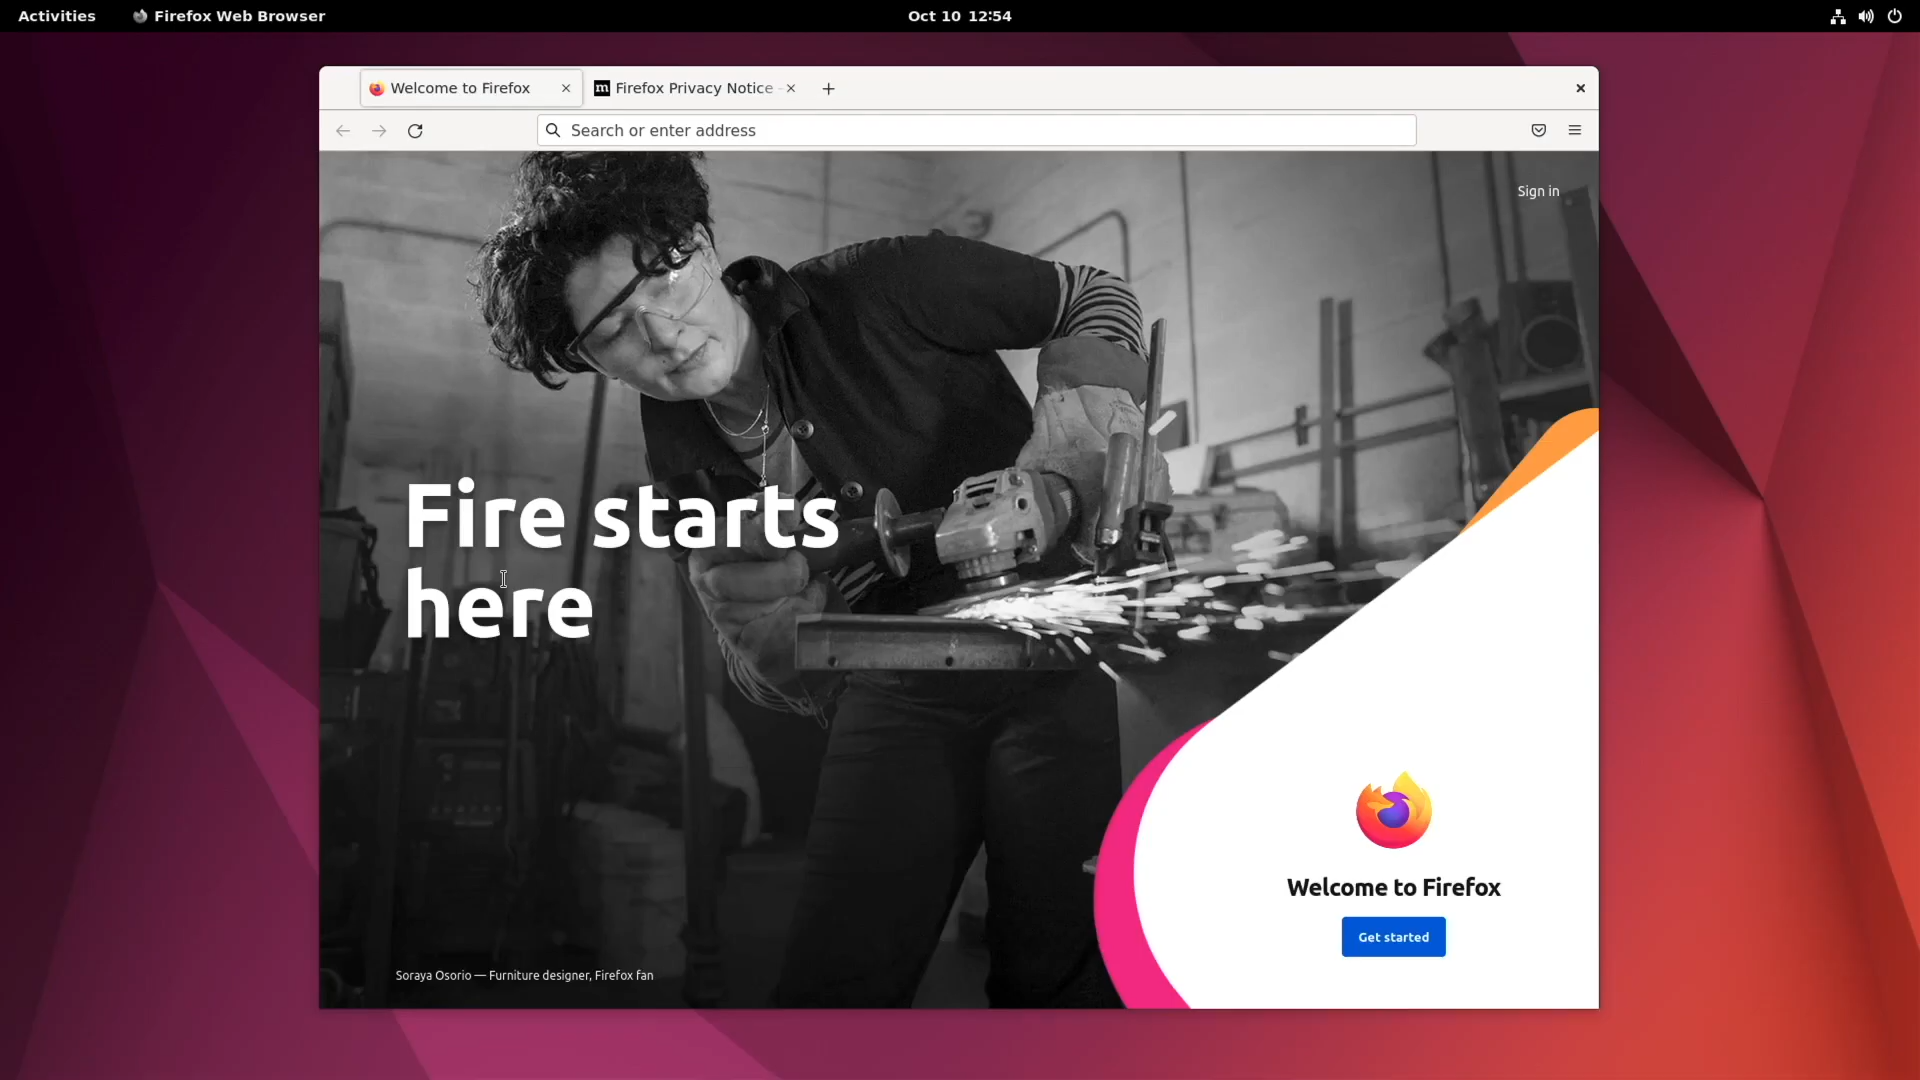 Activities
Firefox Web Browser
Oct 10 12:54
Welcome to Firefox
Firefox Privacy Notice
Search or enter address
Sign in
Fire starts
here
Welcome to Firefox
Get started
Soraya Osorio — Furniture designer, Firefox fan